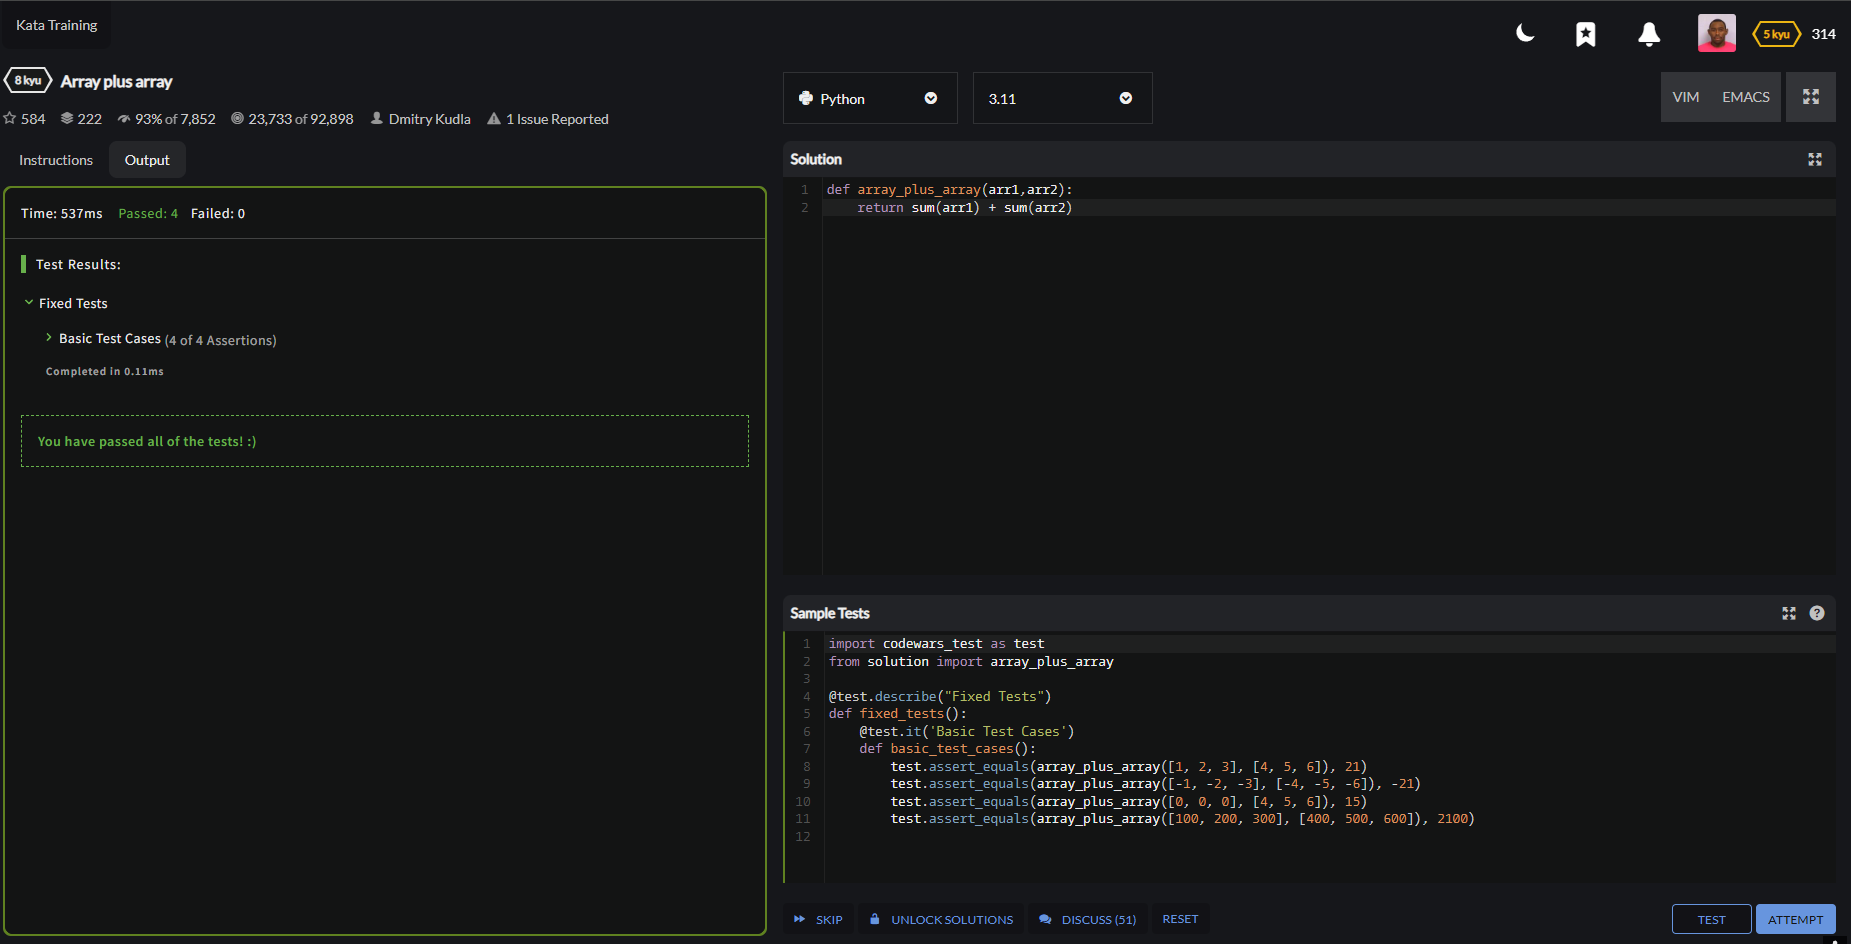 Kata Training
5 kyu 314
8 kyu Array plus array
584 222 93% of 7,852 23,733 of 92,898 Dmitry Kudla 1 Issue Reported
Instructions Output
Time: 537ms Passed: 4 Failed: 0
Test Results:
Fixed Tests
Basic Test Cases (4 of 4 Assertions)
Completed in 0.11ms
You have passed all of the tests! :)
Python 3.11 VIM EMACS
Solution
1 def array_plus_array(arr1,arr2):
2 return sum(arr1) + sum(arr2)
Sample Tests ?
1 import codewars_test as test
2 from solution import array_plus_array
3
4 @test.describe("Fixed Tests")
5 def fixed_tests():
6 @test.it('Basic Test Cases')
7 def basic_test_cases():
8 test.assert_equals(array_plus_array([1, 2, 3], [4, 5, 6]), 21)
9 test.assert_equals(array_plus_array([-1, -2, -3], [-4, -5, -6]), -21)
10 test.assert_equals(array_plus_array([0, 0, 0], [4, 5, 6]), 15)
11 test.assert_equals(array_plus_array([100, 200, 300], [400, 500, 600]), 2100)
12
SKIP UNLOCK SOLUTIONS DISCUSS (51) RESET TEST ATTEMPT